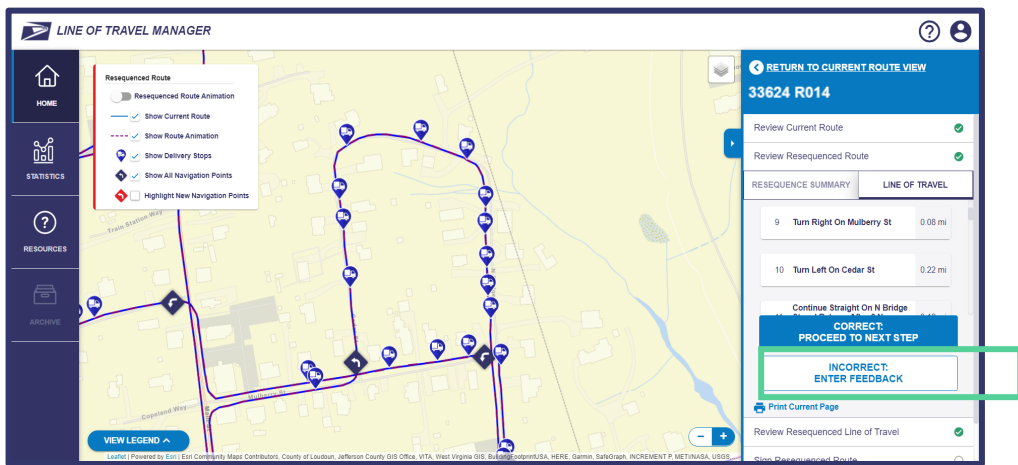 LINE OF TRAVEL MANAGER
HOME
STATISTICS
RESOURCES
ARCHIVE
Resequenced Route
Resequenced Route Animation
Show Current Route
Show Route Animation
Show Delivery Stops
Show All Navigation Points
Highlight New Navigation Points
Train Station Way
Copeland Way
Mulberry St
VIEW LEGEND
Leaflet | Powered by Esri | Esri Community Maps Contributors, County of Loudoun, Jefferson County GIS Office, VITA, West Virginia GIS, BuildingFootprintUSA, HERE, Garmin, SafeGraph, INCREMENT P, METI/NASA, USGS
RETURN TO CURRENT ROUTE VIEW
33624 R014
Review Current Route
Review Resequenced Route
RESEQUENCE SUMMARY LINE OF TRAVEL
9 Turn Right On Mulberry St 0.08 mi
10 Turn Left On Cedar St 0.22 mi
Continue Straight On N Bridge
CORRECT:
PROCEED TO NEXT STEP
INCORRECT:
ENTER FEEDBACK
Print Current Page
Review Resequenced Line of Travel
Sign Resequenced Route